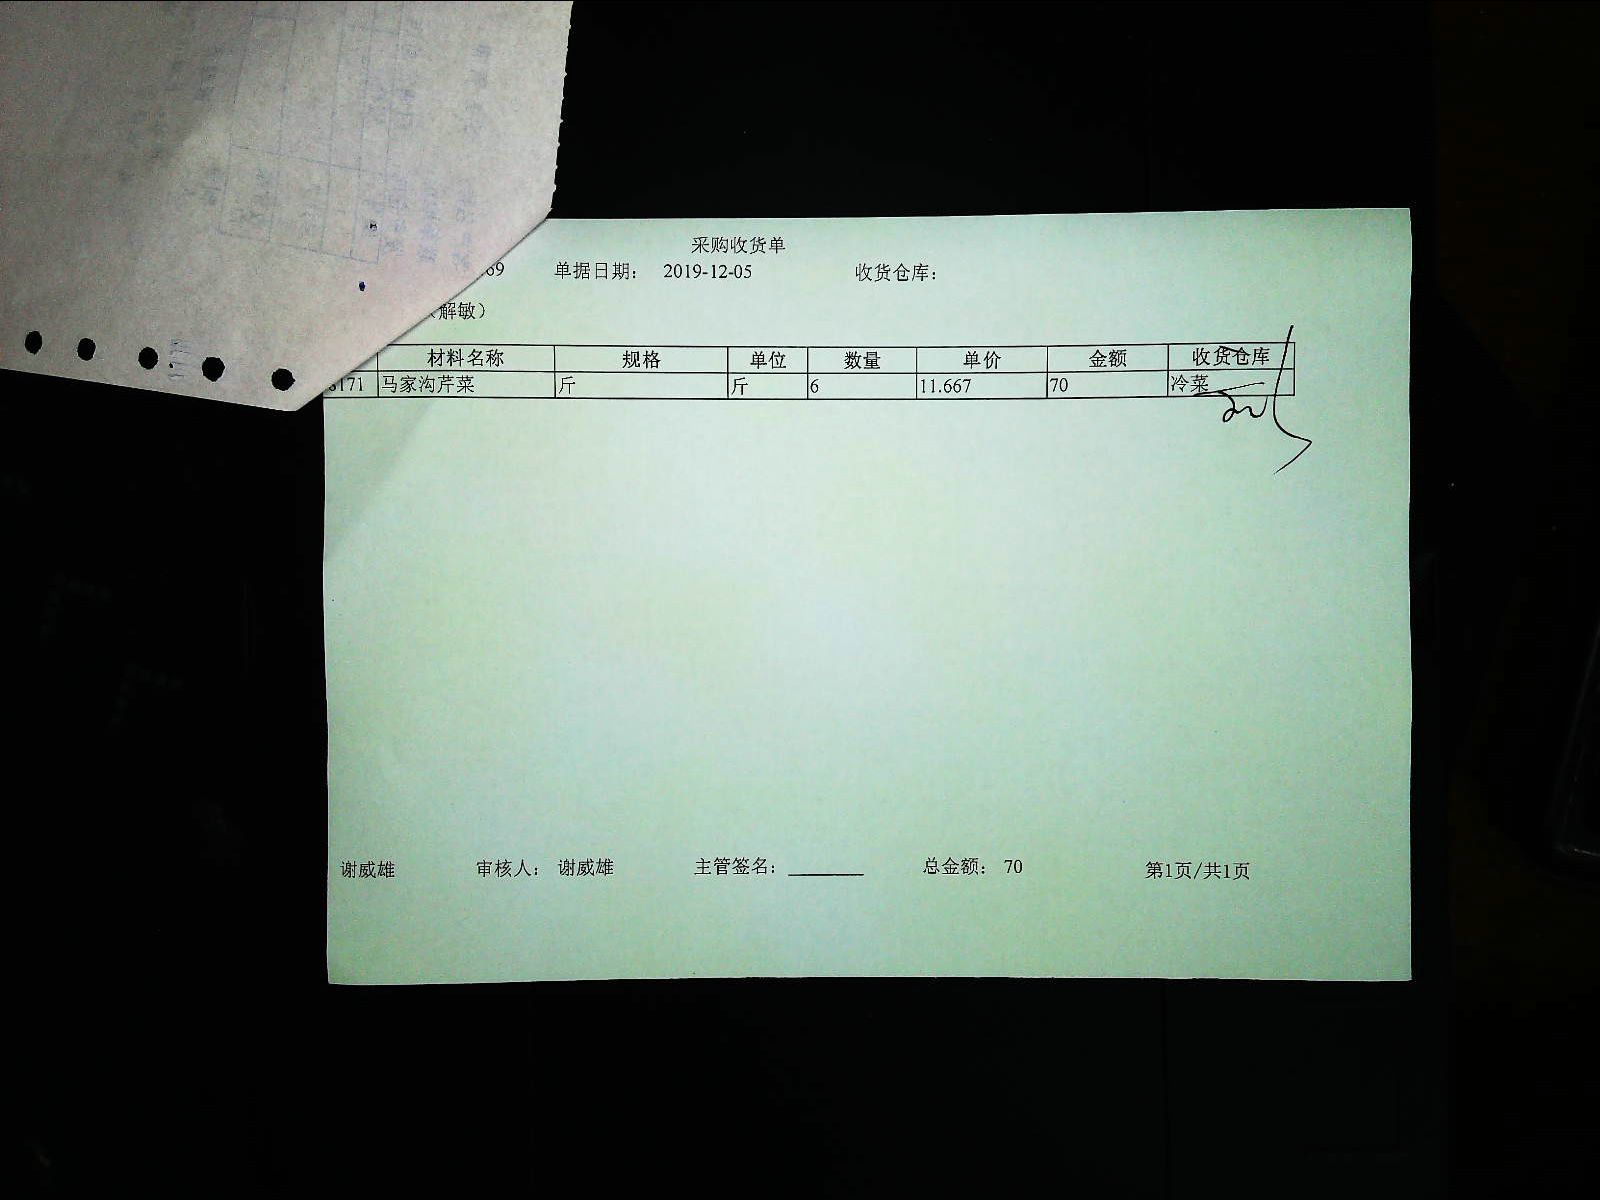 采购收货单
69 单据日期: 2019-12-05 收货仓库:
(解敏)
材料名称 规格 单位 数量 单价 金额 收货仓库
6171 马家沟芹菜 斤 斤 6 11.667 70 冷菜
谢威雄 审核人: 谢威雄 主管签名: 总金额: 70 第1页/共1页